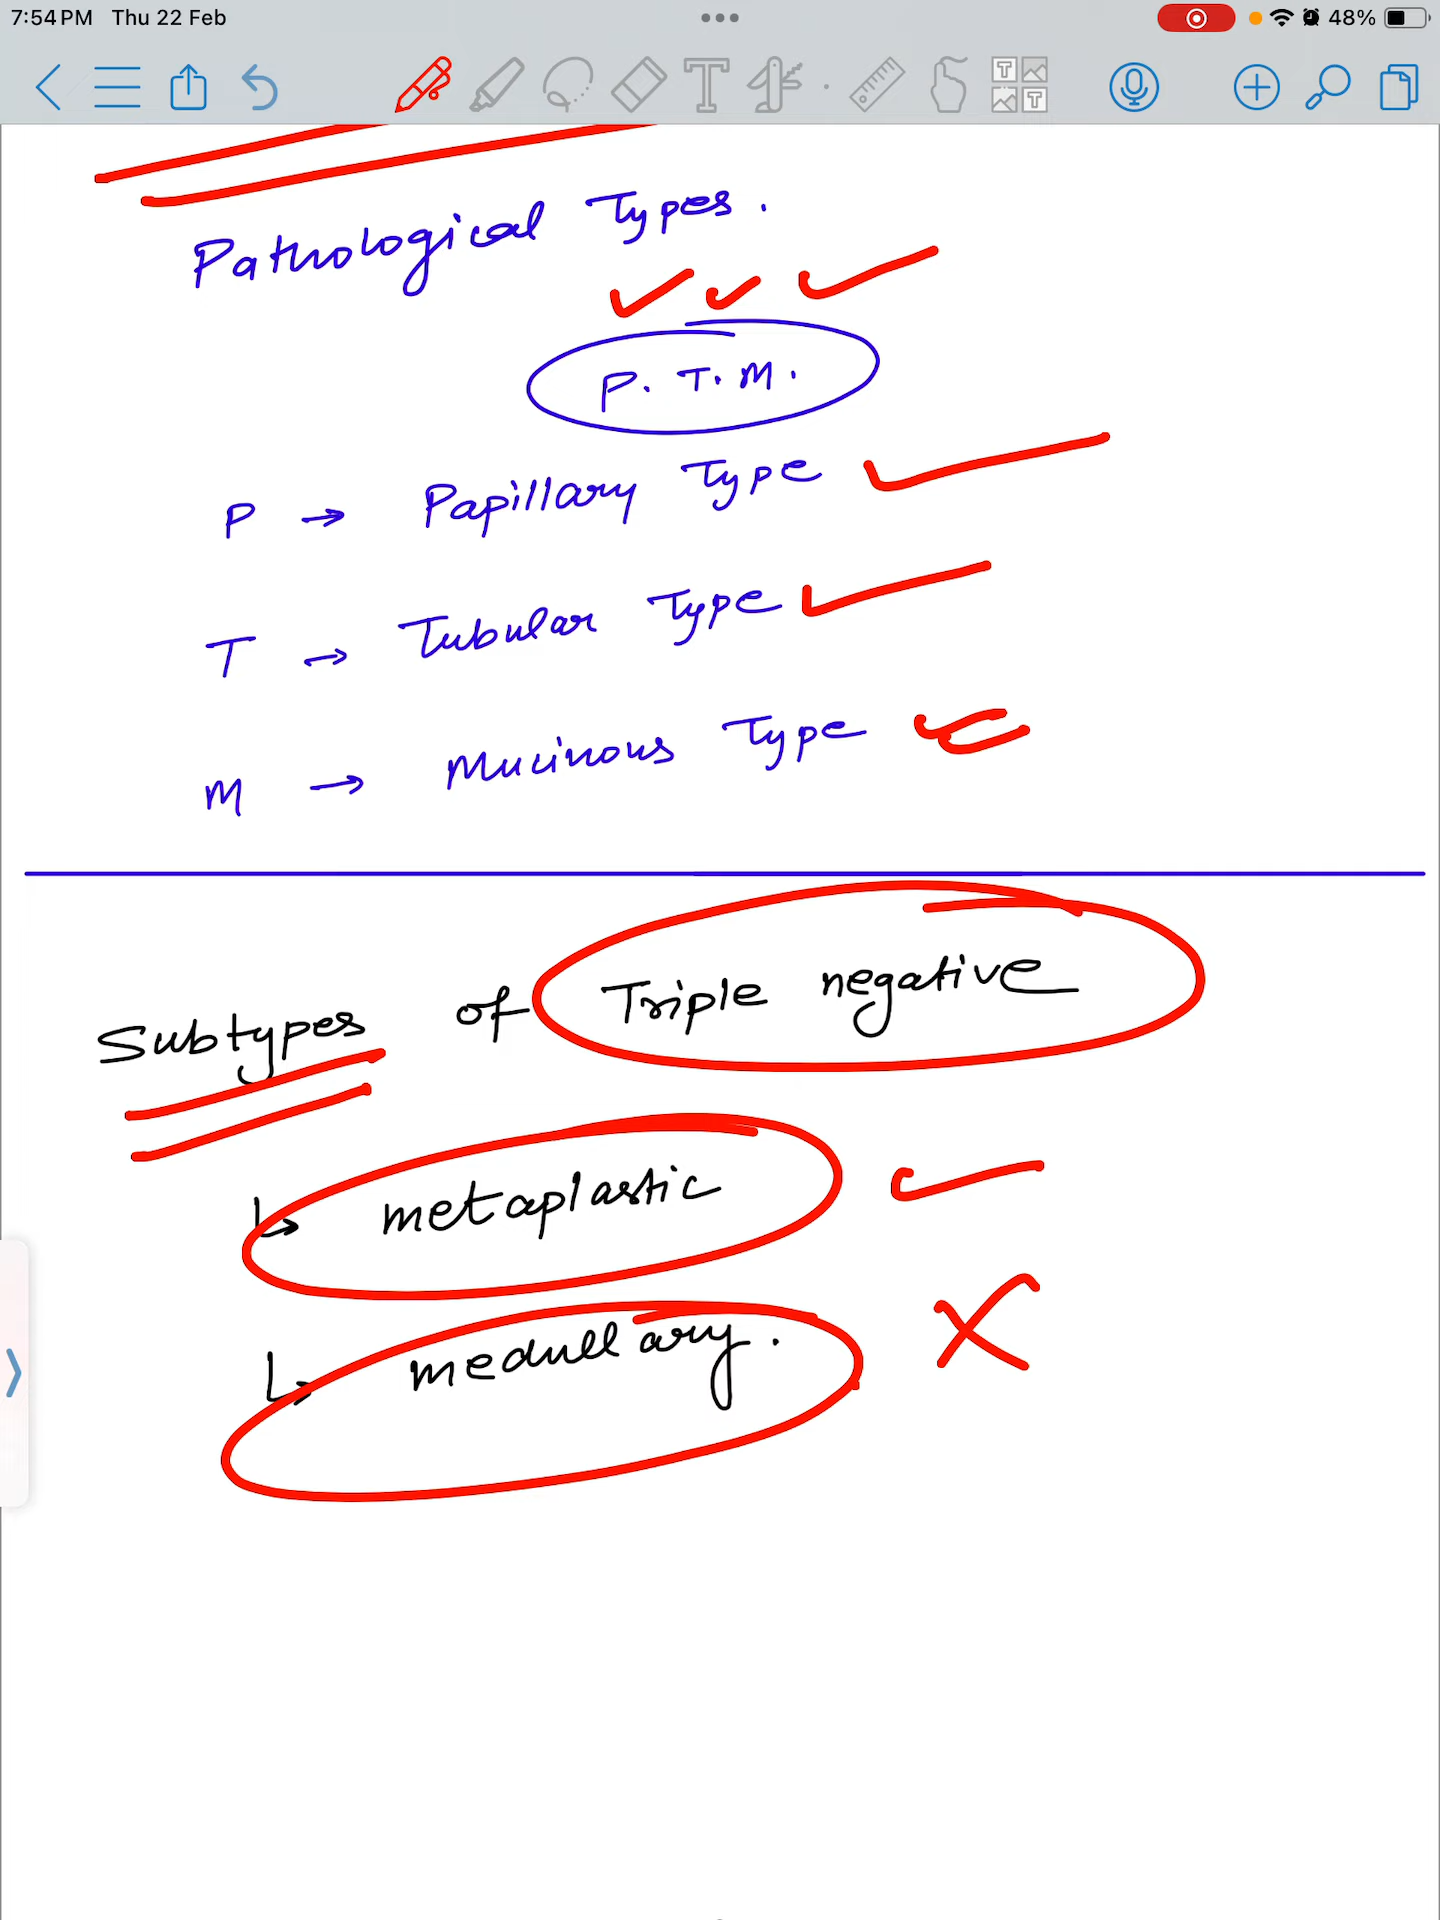 7:54 PM Thu 22 Feb 48%
Pathological Types.
P. T. M.
P → Papillary Type
T → Tubular Type
M → Mucinous Type
Subtypes of Triple negative
↳ metaplastic
↳ medullary.